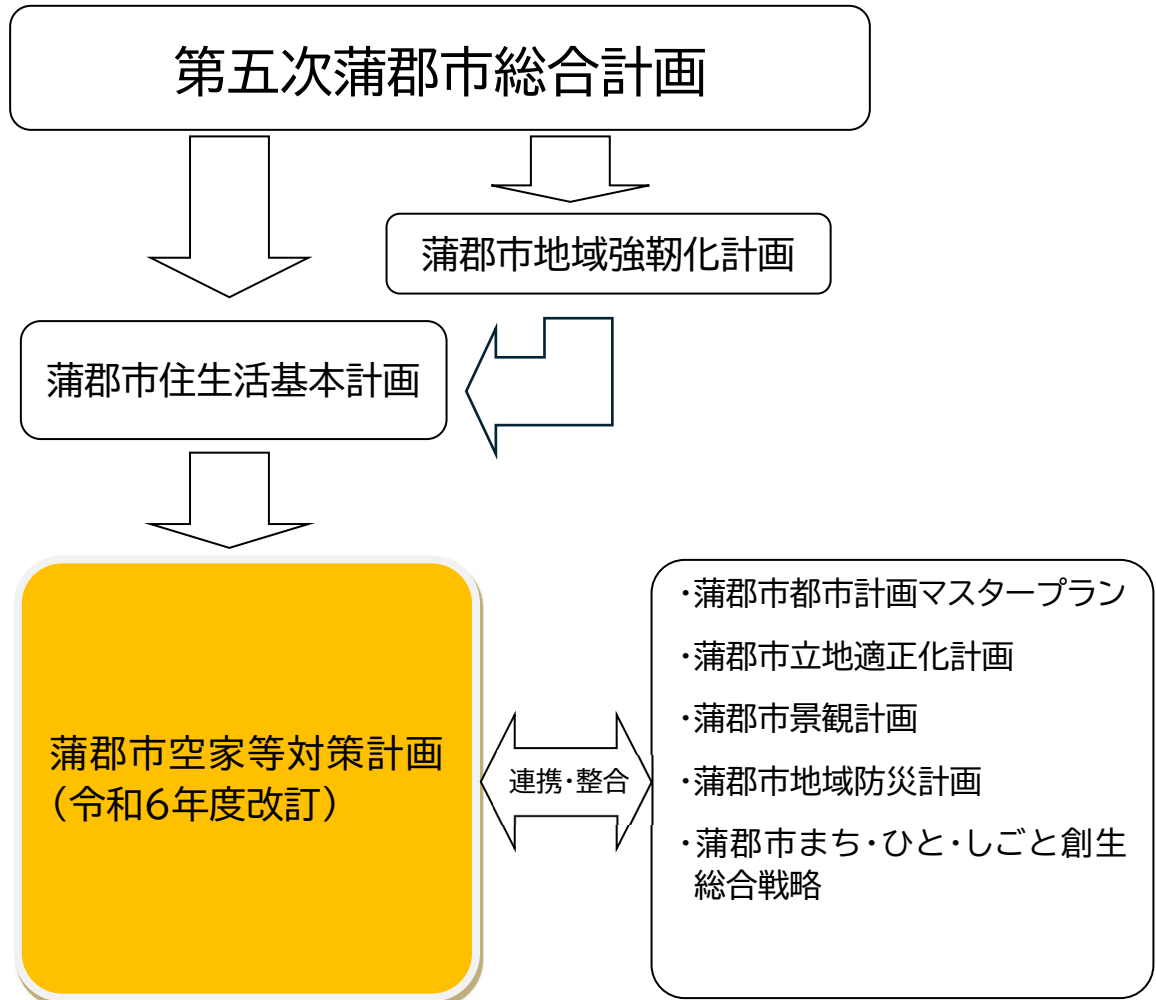 第五次蒲郡市総合計画
蒲郡市地域強靭化計画
蒲郡市住生活基本計画
蒲郡市空家等対策計画
（令和6年度改訂）
連携・整合
・蒲郡市都市計画マスタープラン
・蒲郡市立地適正化計画
・蒲郡市景観計画
・蒲郡市地域防災計画
・蒲郡市まち・ひと・しごと創生
総合戦略